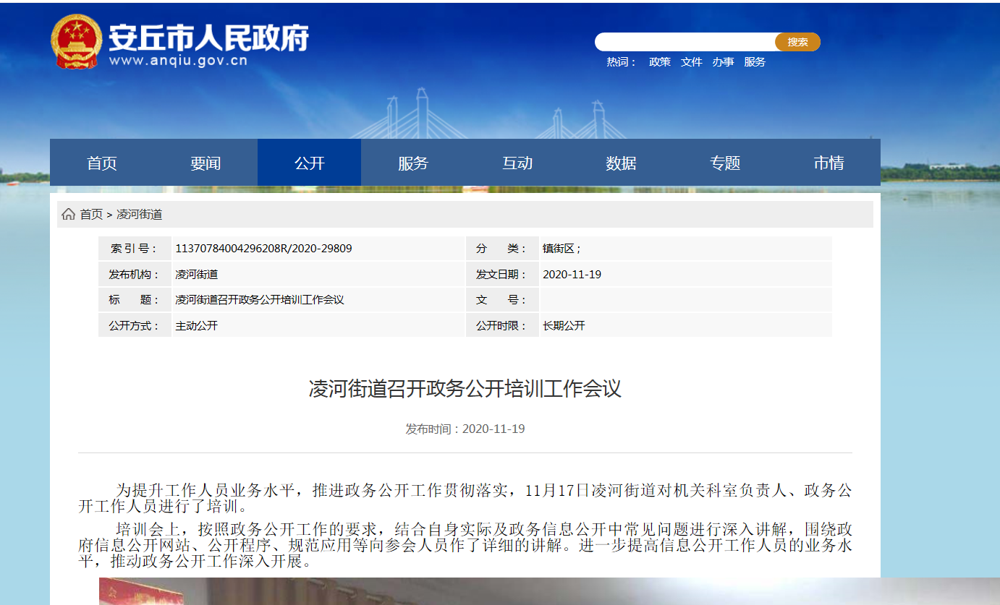 安丘市人民政府
www.anqiu.gov.cn
搜索
热词： 政策 文件 办事 服务
首页 要闻 公开 服务 互动 数据 专题 市情
首页 > 凌河街道
索 引 号： 11370784004296208R/2020-29809 分 类： 镇街区 ;
发布机构： 凌河街道 发文日期： 2020-11-19
标 题： 凌河街道召开政务公开培训工作会议 文 号：
公开方式： 主动公开 公开时限： 长期公开
凌河街道召开政务公开培训工作会议
发布时间：2020-11-19
为提升工作人员业务水平，推进政务公开工作贯彻落实，11月17日凌河街道对机关科室负责人、政务公
开工作人员进行了培训。
培训会上，按照政务公开工作的要求，结合自身实际及政务信息公开中常见问题进行深入讲解，围绕政
府信息公开网站、公开程序、规范应用等向参会人员作了详细的讲解。进一步提高信息公开工作人员的业务水
平，推动政务公开工作深入开展。